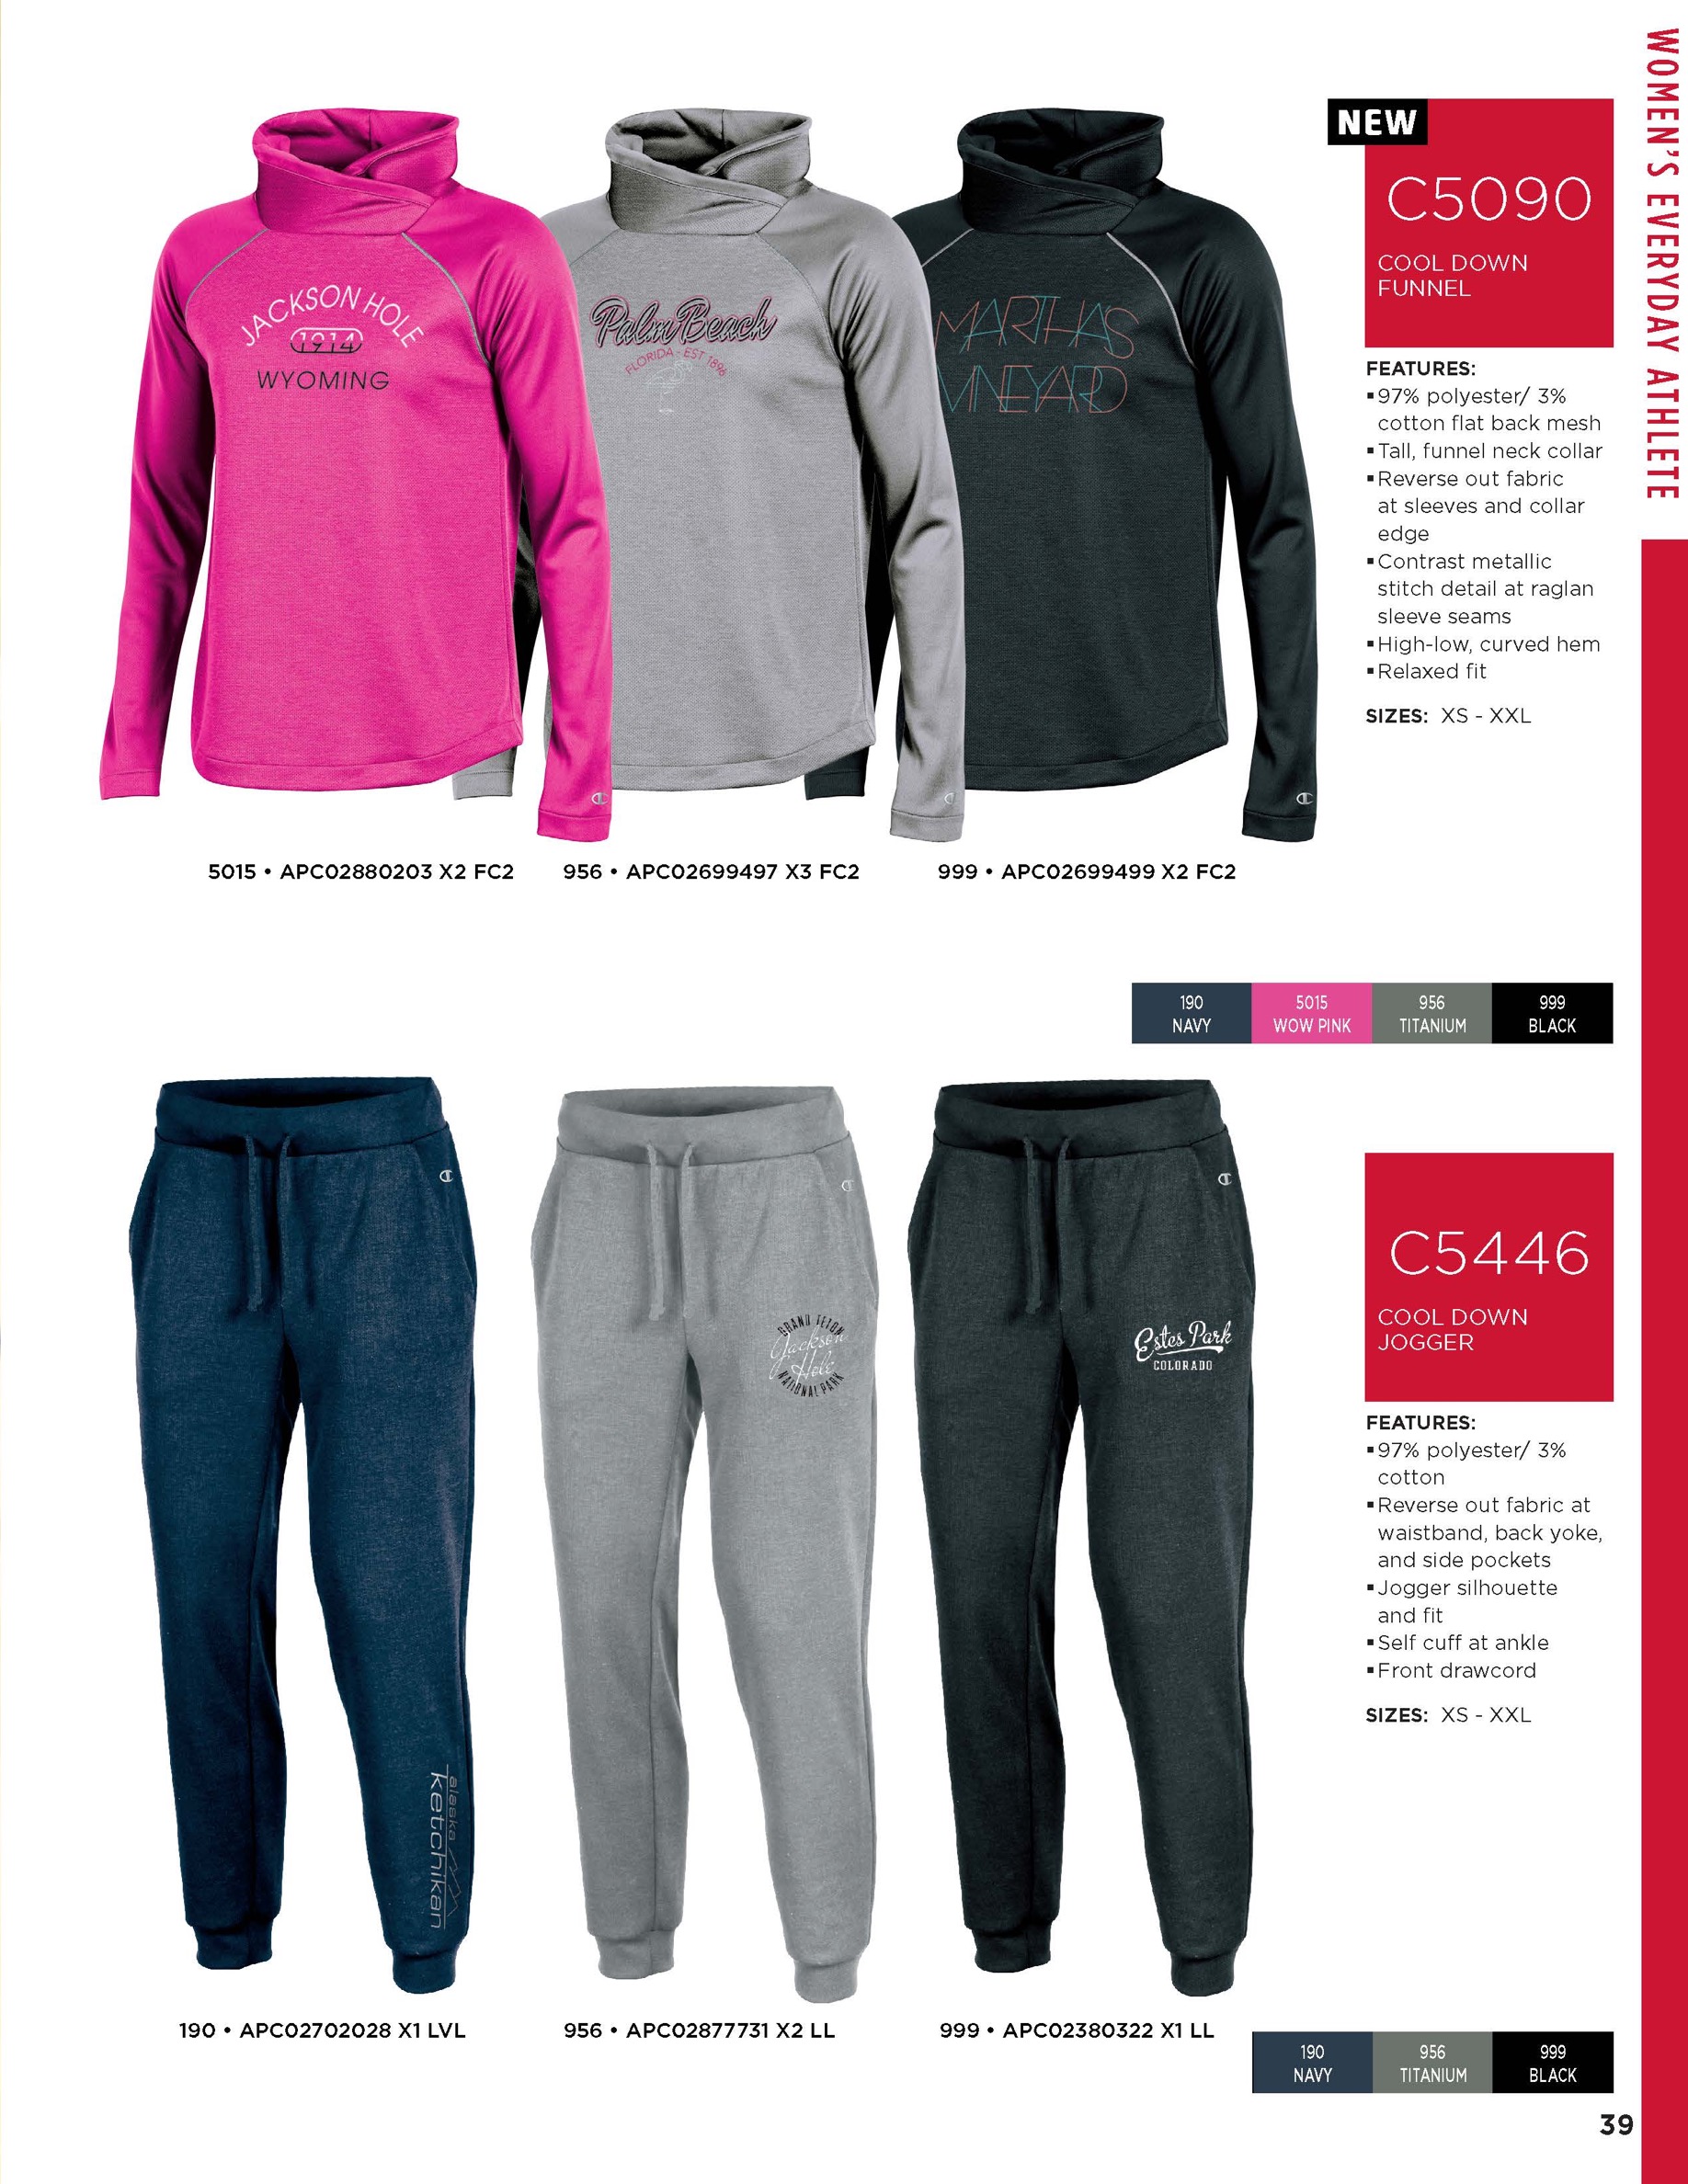 WOMEN'S EVERYDAY ATHLETE
NEW
C5090
COOL DOWN
FUNNEL
FEATURES:
▪97% polyester/ 3%
cotton flat back mesh
▪Tall, funnel neck collar
▪Reverse out fabric
at sleeves and collar
edge
▪Contrast metallic
stitch detail at raglan
sleeve seams
▪High-low, curved hem
▪Relaxed fit
SIZES: XS - XXL
JACKSON HOLE
1914
WYOMING
Palm Beach
FLORIDA - EST 1896
MARTHAS
VINEYARD
5015 • APC02880203 X2 FC2
956 • APC02699497 X3 FC2
999 • APC02699499 X2 FC2
190
NAVY
5015
WOW PINK
956
TITANIUM
999
BLACK
C5446
COOL DOWN
JOGGER
FEATURES:
▪97% polyester/ 3%
cotton
▪Reverse out fabric at
waistband, back yoke,
and side pockets
▪Jogger silhouette
and fit
▪Self cuff at ankle
▪Front drawcord
SIZES: XS - XXL
alaska
ketchikan
GRAND TETON
Jackson
Hole
NATIONAL PARK
Estes Park
COLORADO
190 • APC02702028 X1 LVL
956 • APC02877731 X2 LL
999 • APC02380322 X1 LL
190
NAVY
956
TITANIUM
999
BLACK
39